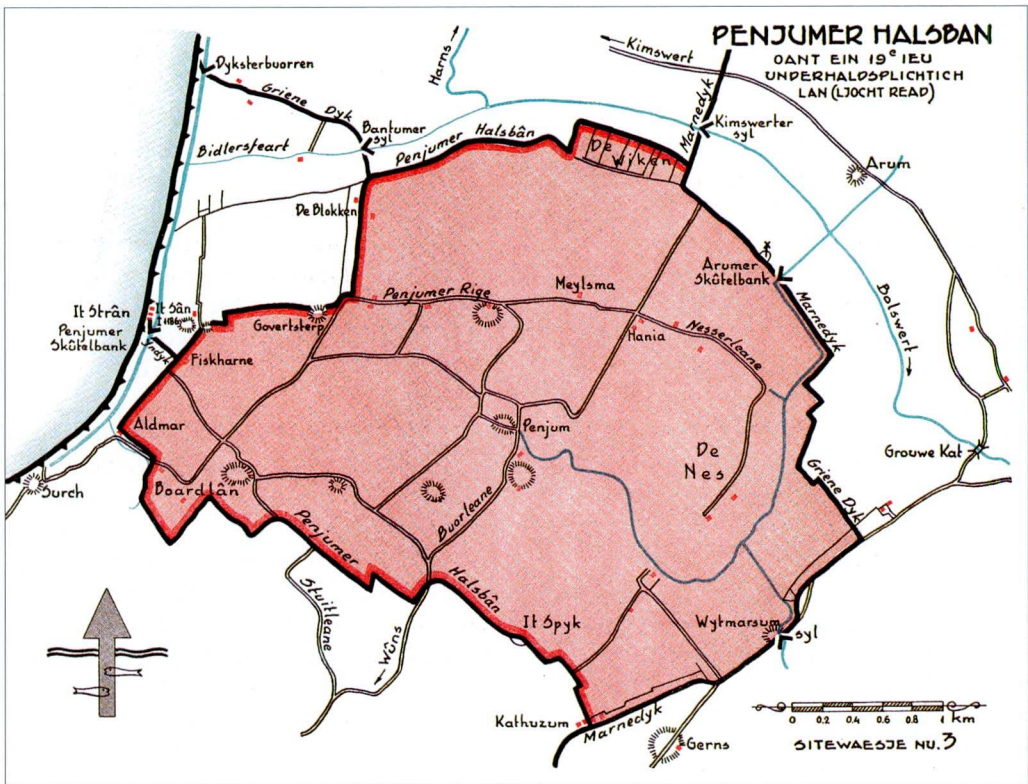 PENJUMER HALSBAN
OANT EIN 19e IEU
UNDERHALDSPLICHTICH
LAN (LJOCHT READ)
Kimswert
Harns
Dyksterbuorren
Griene Dyk
Bantumer
syl
Bidlersfeart
Penjumer Halsbân
De Wiken
Marnedyk
Kimswerter
syl
Arum
De Blokken
Arumer
Skûtelbank
Marnedyk
Bolswert
It Strân
Penjumer
Skûtelbank
It Sân
Yndyk
Govertsterp
Penjumer Rige
Meylsma
Hania
Nesserleane
Fiskharne
Aldmar
Penjum
De
Nes
Grouwe Kat
Surch
Boardlân
Griene Dyk
Buorleane
Penjumer Halsbân
Stuitleane
Wûns
It Spyk
Wytmarsum
syl
Kathuzum
Marnedyk
Gerns
0 0.2 0.4 0.6 0.8 1 km
SITEWAESJE NU. 3